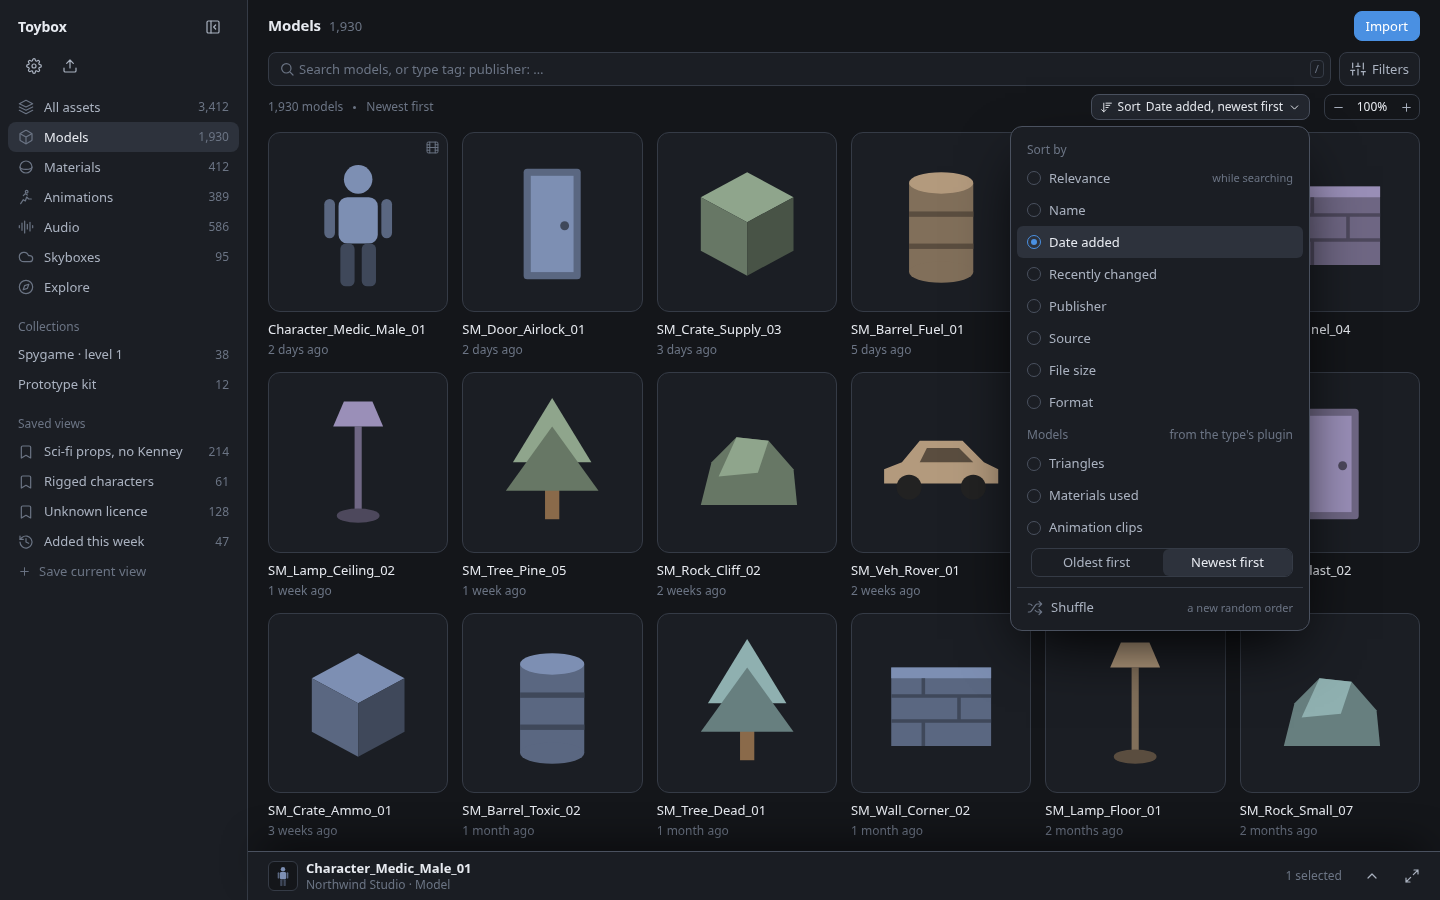 Toybox
All assets 3,412
Models 1,930
Materials 412
Animations 389
Audio 586
Skyboxes 95
Explore
Collections
Spygame · level 1 38
Prototype kit 12
Saved views
Sci-fi props, no Kenney 214
Rigged characters 61
Unknown licence 128
Added this week 47
Save current view
Models 1,930
Import
Search models, or type tag: publisher: ...
/
Filters
1,930 models • Newest first
Sort Date added, newest first
100%
Sort by
Relevance while searching
Name
Date added
Recently changed
Publisher
Source
File size
Format
Models from the type's plugin
Triangles
Materials used
Animation clips
Oldest first Newest first
Shuffle a new random order
Character_Medic_Male_01
2 days ago
SM_Door_Airlock_01
2 days ago
SM_Crate_Supply_03
3 days ago
SM_Barrel_Fuel_01
5 days ago
nel_04
SM_Lamp_Ceiling_02
1 week ago
SM_Tree_Pine_05
1 week ago
SM_Rock_Cliff_02
2 weeks ago
SM_Veh_Rover_01
2 weeks ago
last_02
SM_Crate_Ammo_01
3 weeks ago
SM_Barrel_Toxic_02
1 month ago
SM_Tree_Dead_01
1 month ago
SM_Wall_Corner_02
1 month ago
SM_Lamp_Floor_01
2 months ago
SM_Rock_Small_07
2 months ago
Character_Medic_Male_01
Northwind Studio · Model
1 selected